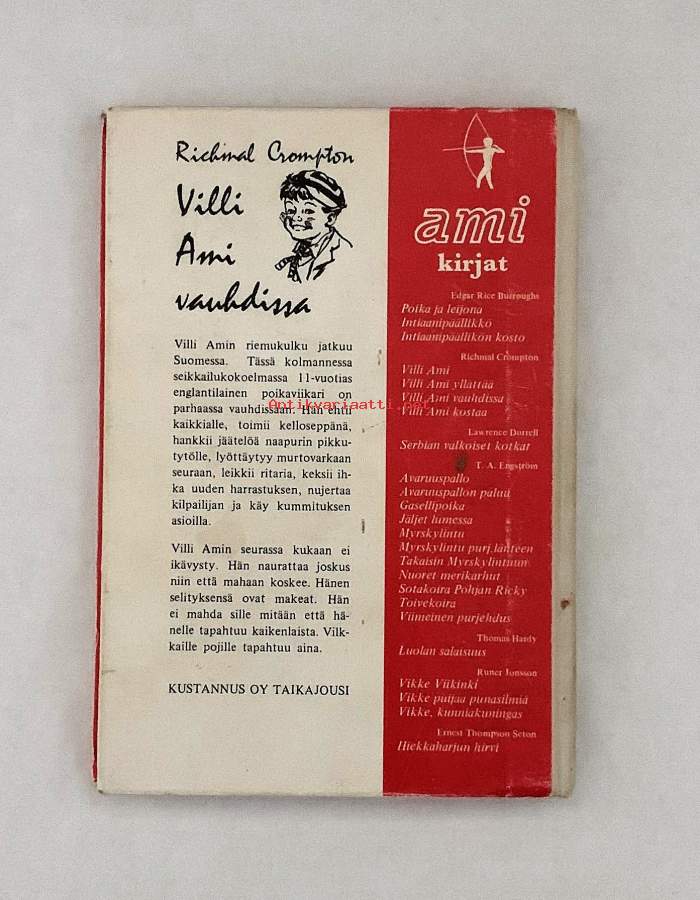 Richmal Crompton
Villi
Ami
vauhdissa
Villi Amin riemukulku jatkuu
Suomessa. Tässä kolmannessa
seikkailukokoelmassa 11-vuotias
englantilainen poikaviikari on
parhaassa vauhdissaan. Hän ehtii
kaikkialle, toimii kelloseppänä,
hankkii jäätelöä naapurin pikku-
tytölle, lyöttäytyy murtovarkaan
seuraan, leikkii ritaria, keksii ih-
ka uuden harrastuksen, nujertaa
kilpailijan ja käy kummituksen
asioilla.
Villi Amin seurassa kukaan ei
ikävysty. Hän naurattaa joskus
niin että mahaan koskee. Hänen
selityksensä ovat makeat. Hän
ei mahda sille mitään että hä-
nelle tapahtuu kaikenlaista. Vilk-
kaille pojille tapahtuu aina.
KUSTANNUS OY TAIKAJOUSI
Antikvariaatti.net
ami
kirjat
Edgar Rice Burroughs
Poika ja leijona
Intiaanipäällikkö
Intiaanipäällikön kosto
Richmal Crompton
Villi Ami
Villi Ami yllättää
Villi Ami vauhdissa
Villi Ami kostaa
Lawrence Durrell
Serbian valkoiset kotkat
T. A. Engström
Avaruuspallo
Avaruuspallon paluu
Gasellipoika
Jäljet lumessa
Myrskylintu
Myrskylintu purj.länteen
Takaisin Myrskylintuun
Nuoret merikarhut
Sotakoira Pohjan Ricky
Toivekoira
Viimeinen purjehdus
Thomas Hardy
Luolan salaisuus
Runer Jonsson
Vikke Viikinki
Vikke puijaa punasilmiä
Vikke, kunniakuningas
Ernest Thompson Seton
Hiekkaharjun hirvi